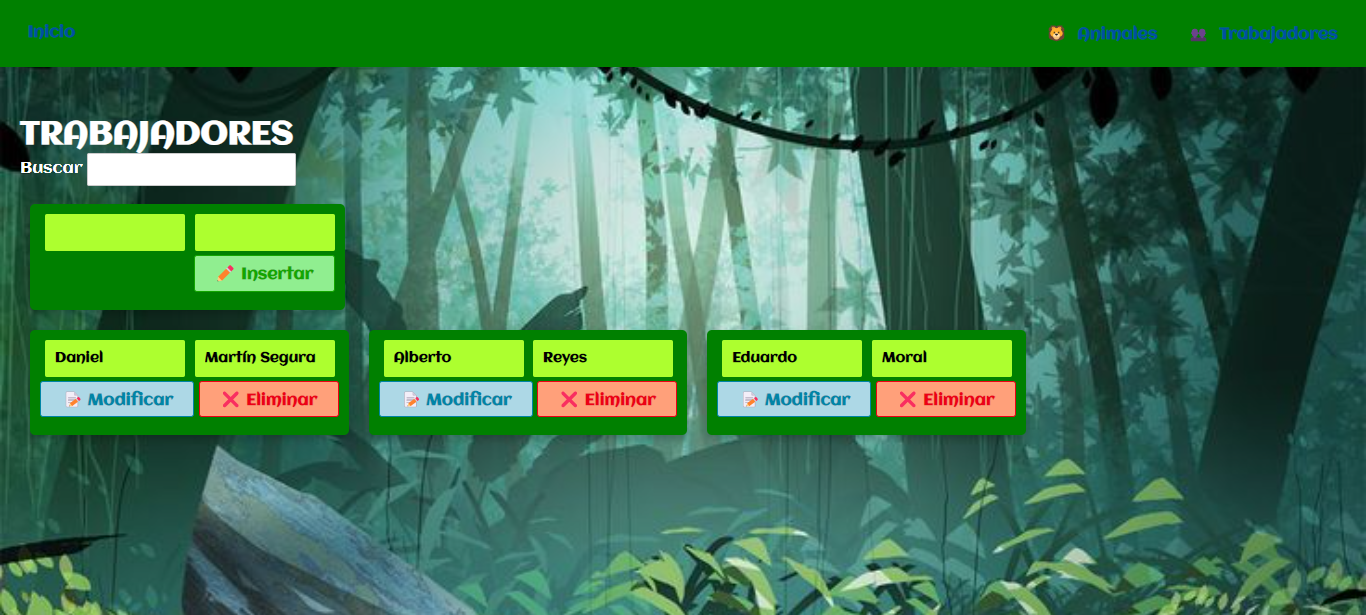 Inicio
Animales Trabajadores
TRABAJADORES
Buscar
Insertar
Daniel Martín Segura Alberto Reyes Eduardo Moral
Modificar Eliminar Modificar Eliminar Modificar Eliminar